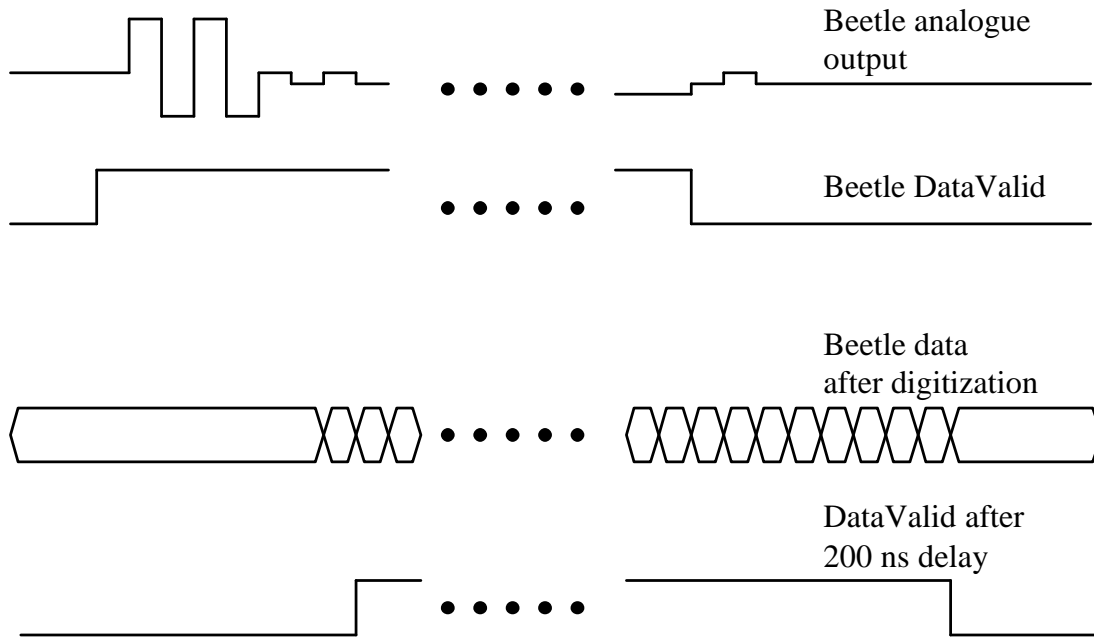 Beetle analogue
output
Beetle DataValid
Beetle data
after digitization
DataValid after
200 ns delay